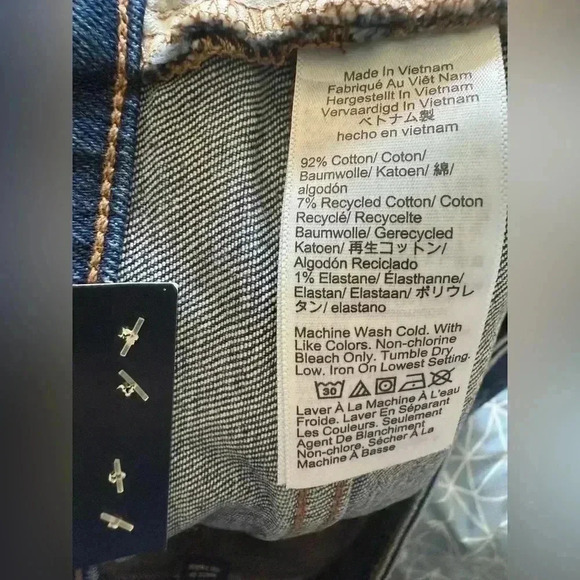 Made In Vietnam
Fabriqué Au Viêt Nam
Hergestellt In Vietnam
Vervaardigd In Vietnam
ベトナム製
hecho en vietnam
92% Cotton/ Coton/
Baumwolle/ Katoen/ 綿/
algodón
7% Recycled Cotton/ Coton
Recyclé/ Recycelte
Baumwolle/ Gerecycled
Katoen/ 再生コットン/
Algodón Reciclado
1% Elastane/ Élasthanne/
Elastan/ Elastaan/ ポリウレ
タン/ elastano
Machine Wash Cold. With
Like Colors. Non-chlorine
Bleach Only. Tumble Dry
Low. Iron On Lowest Setting.
30
Laver À La Machine À L'eau
Froide. Laver En Séparant
Les Couleurs. Seulement
Agent De Blanchiment
Non-chlore. Sécher À La
Machine À Basse